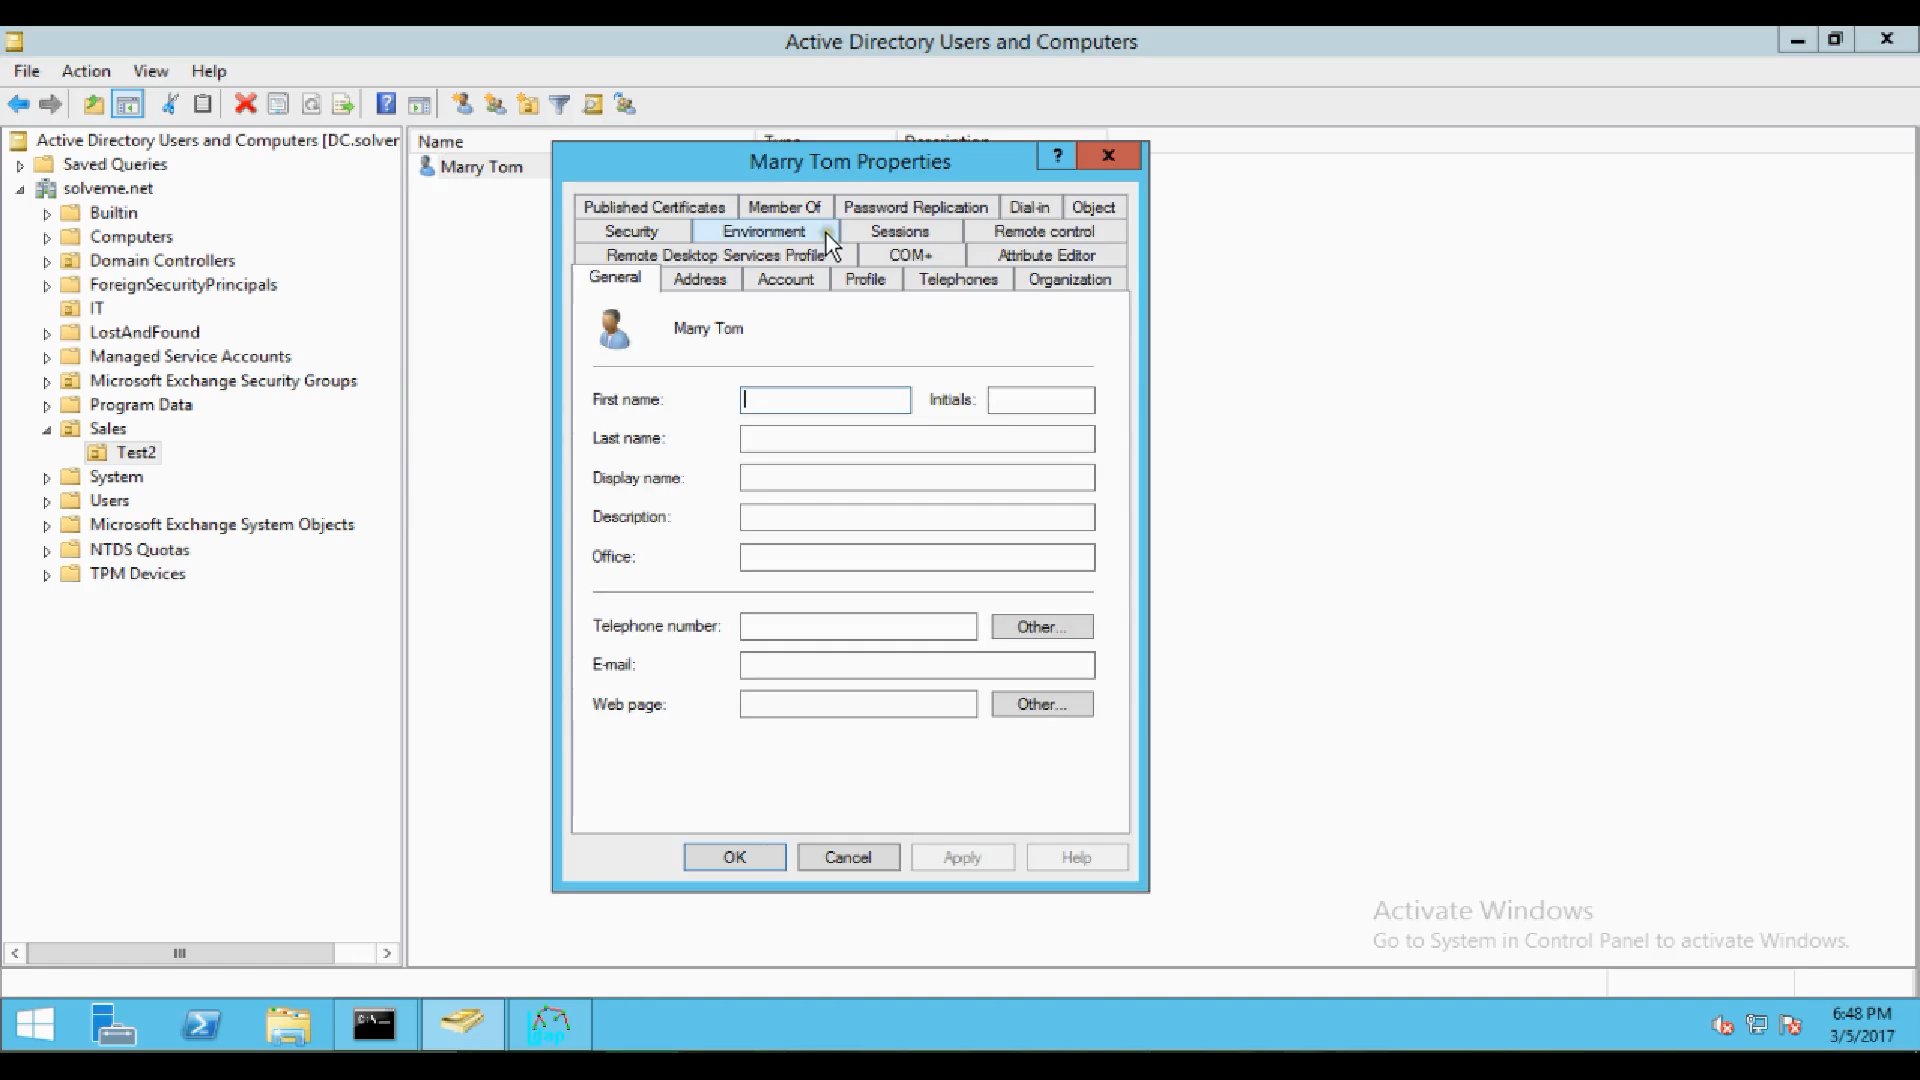 Active Directory Users and Computers
File Action View Help
Active Directory Users and Computers [DC.solver
Saved Queries
solveme.net
Builtin
Computers
Domain Controllers
ForeignSecurityPrincipals
IT
LostAndFound
Managed Service Accounts
Microsoft Exchange Security Groups
Program Data
Sales
Test2
System
Users
Microsoft Exchange System Objects
NTDS Quotas
TPM Devices
Name Type Description
Marry Tom
Marry Tom Properties
Published Certificates Member Of Password Replication Dial-in Object
Security Environment Sessions Remote control
Remote Desktop Services Profile COM+ Attribute Editor
General Address Account Profile Telephones Organization
Marry Tom
First name: Initials:
Last name:
Display name:
Description:
Office:
Telephone number: Other...
E-mail:
Web page: Other...
OK Cancel Apply Help
Activate Windows
Go to System in Control Panel to activate Windows.
C:\_
ldap
6:48 PM
3/5/2017